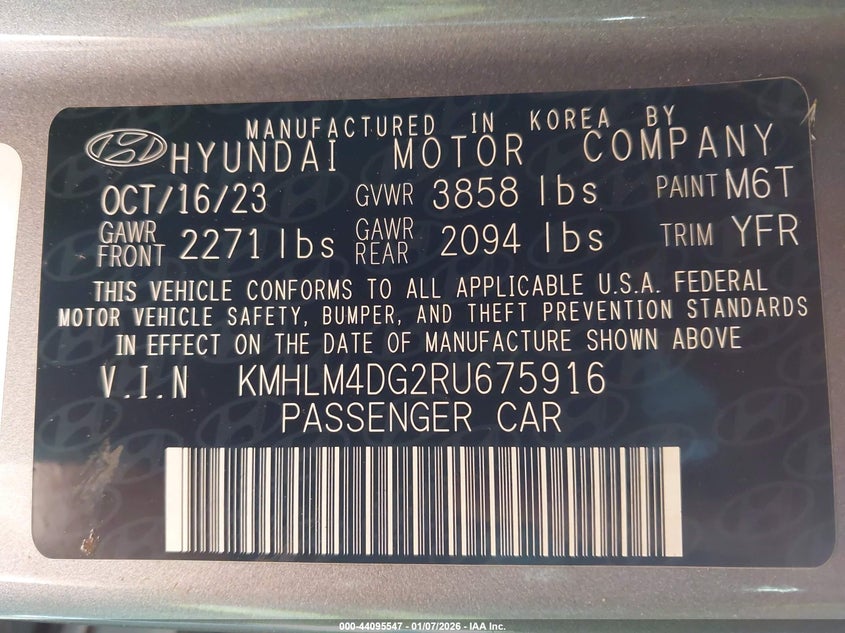 MANUFACTURED IN KOREA BY
HYUNDAI MOTOR COMPANY
OCT/16/23 GVWR 3858 lbs PAINT M6T
GAWR FRONT 2271 lbs GAWR REAR 2094 lbs TRIM YFR
THIS VEHICLE CONFORMS TO ALL APPLICABLE U.S.A. FEDERAL
MOTOR VEHICLE SAFETY, BUMPER, AND THEFT PREVENTION STANDARDS
IN EFFECT ON THE DATE OF MANUFACTURE SHOWN ABOVE
V.I.N KMHLM4DG2RU675916
PASSENGER CAR
000-44095547 - 01/07/2026 - IAA Inc.